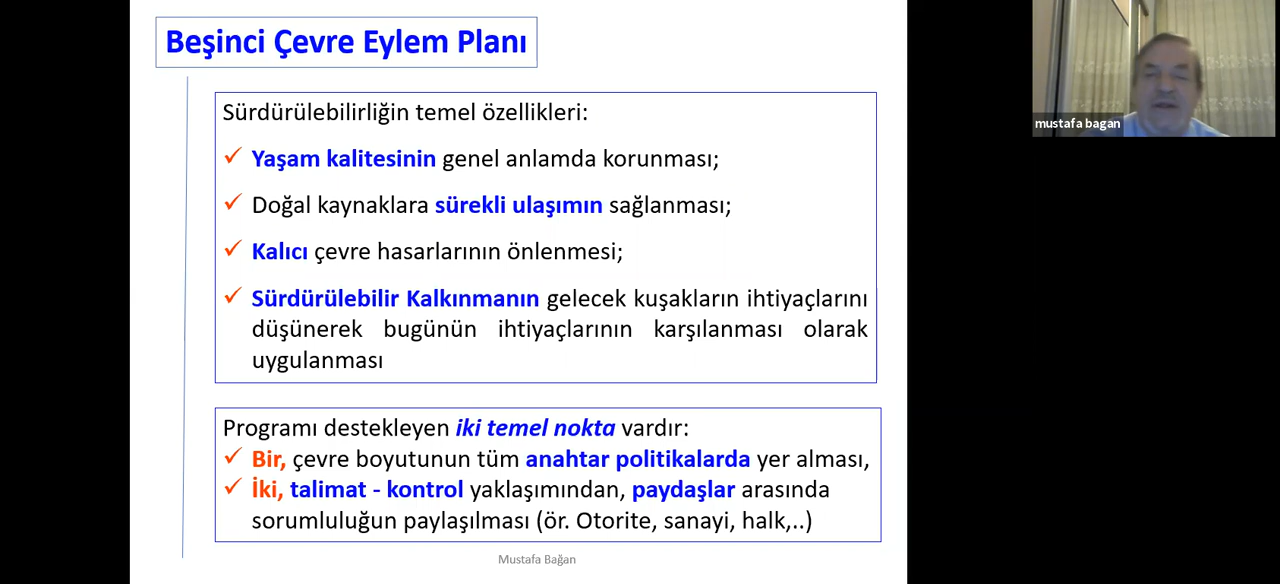 Beşinci Çevre Eylem Planı
Sürdürülebilirliğin temel özellikleri:
✓ Yaşam kalitesinin genel anlamda korunması;
✓ Doğal kaynaklara sürekli ulaşımın sağlanması;
✓ Kalıcı çevre hasarlarının önlenmesi;
✓ Sürdürülebilir Kalkınmanın gelecek kuşakların ihtiyaçlarını
düşünerek bugünün ihtiyaçlarının karşılanması olarak
uygulanması
Programı destekleyen iki temel nokta vardır:
✓ Bir, çevre boyutunun tüm anahtar politikalarda yer alması,
✓ İki, talimat - kontrol yaklaşımından, paydaşlar arasında
sorumluluğun paylaşılması (ör. Otorite, sanayi, halk,..)
Mustafa Bağan
mustafa bagan